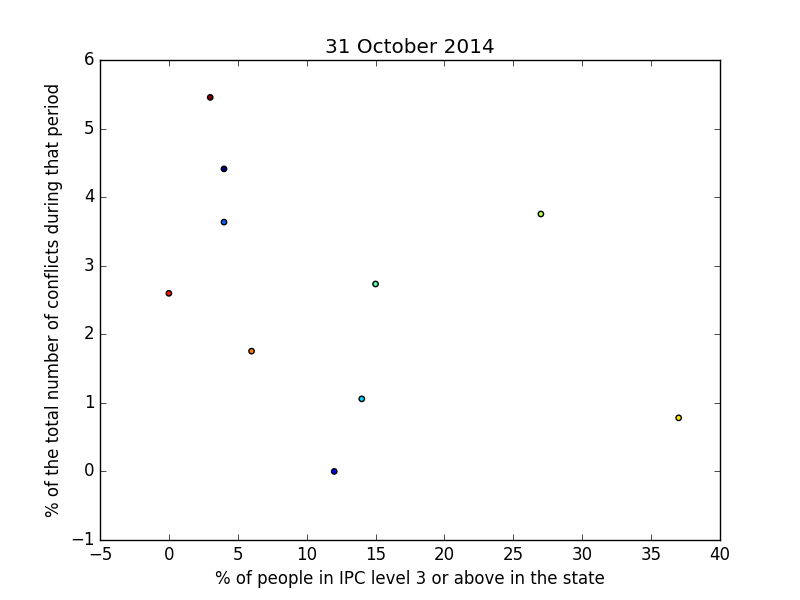 31 October 2014
6
5
4
3
2
1
0
−1
−5 0 5 10 15 20 25 30 35 40
% of the total number of conflicts during that period
% of people in IPC level 3 or above in the state